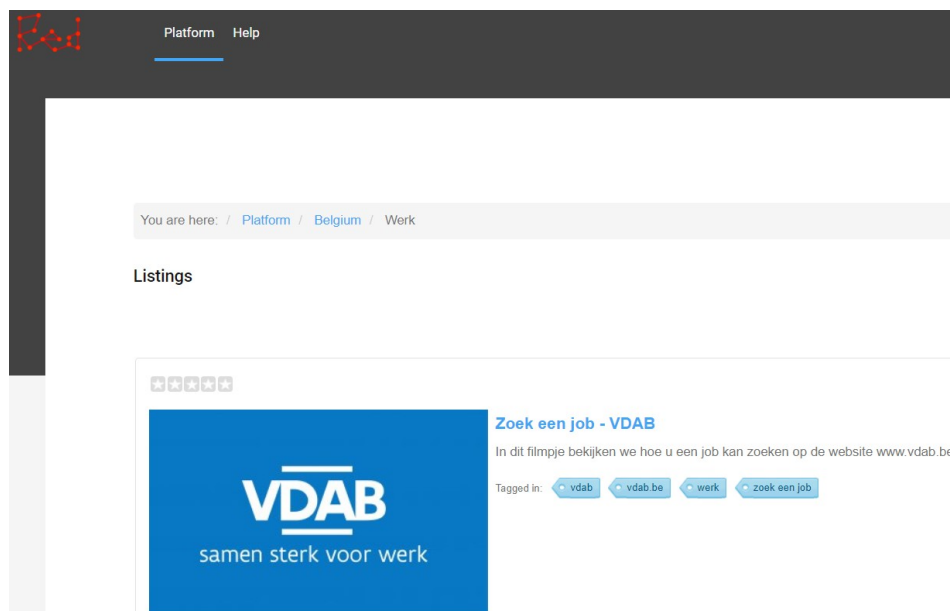 Platform Help
You are here: / Platform / Belgium / Werk
Listings
Zoek een job - VDAB
In dit filmpje bekijken we hoe u een job kan zoeken op de website www.vdab.be
Tagged in: vdab vdab.be werk zoek een job
VDAB
samen sterk voor werk